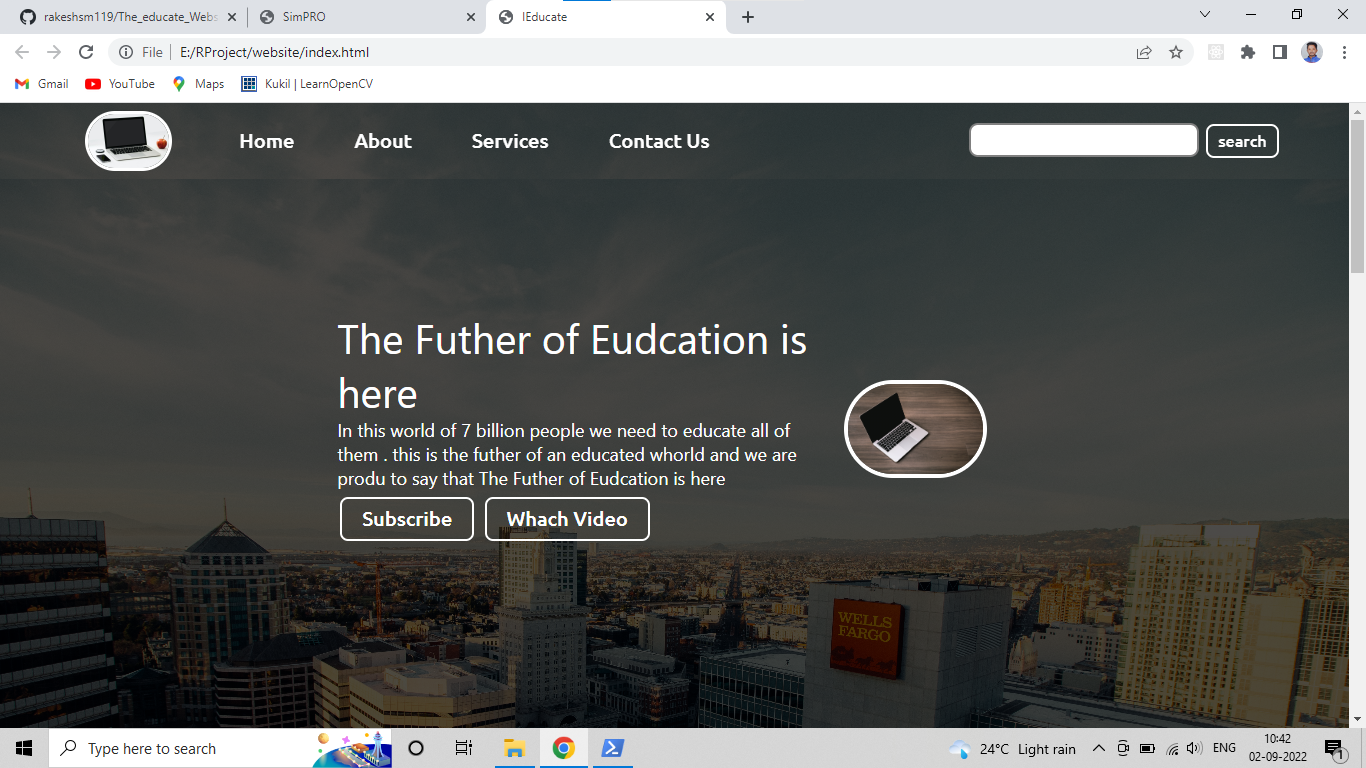 rakeshsm119/The_educate_Webs
SimPRO
IEducate
File
E:/RProject/website/index.html
Gmail
YouTube
Maps
Kukil | LearnOpenCV
Home
About
Services
Contact Us
search
The Futher of Eudcation is
here
In this world of 7 billion people we need to educate all of
them . this is the futher of an educated whorld and we are
produ to say that The Futher of Eudcation is here
Subscribe
Whach Video
WELLS
FARGO
Type here to search
24°C Light rain
ENG
10:42
02-09-2022
1